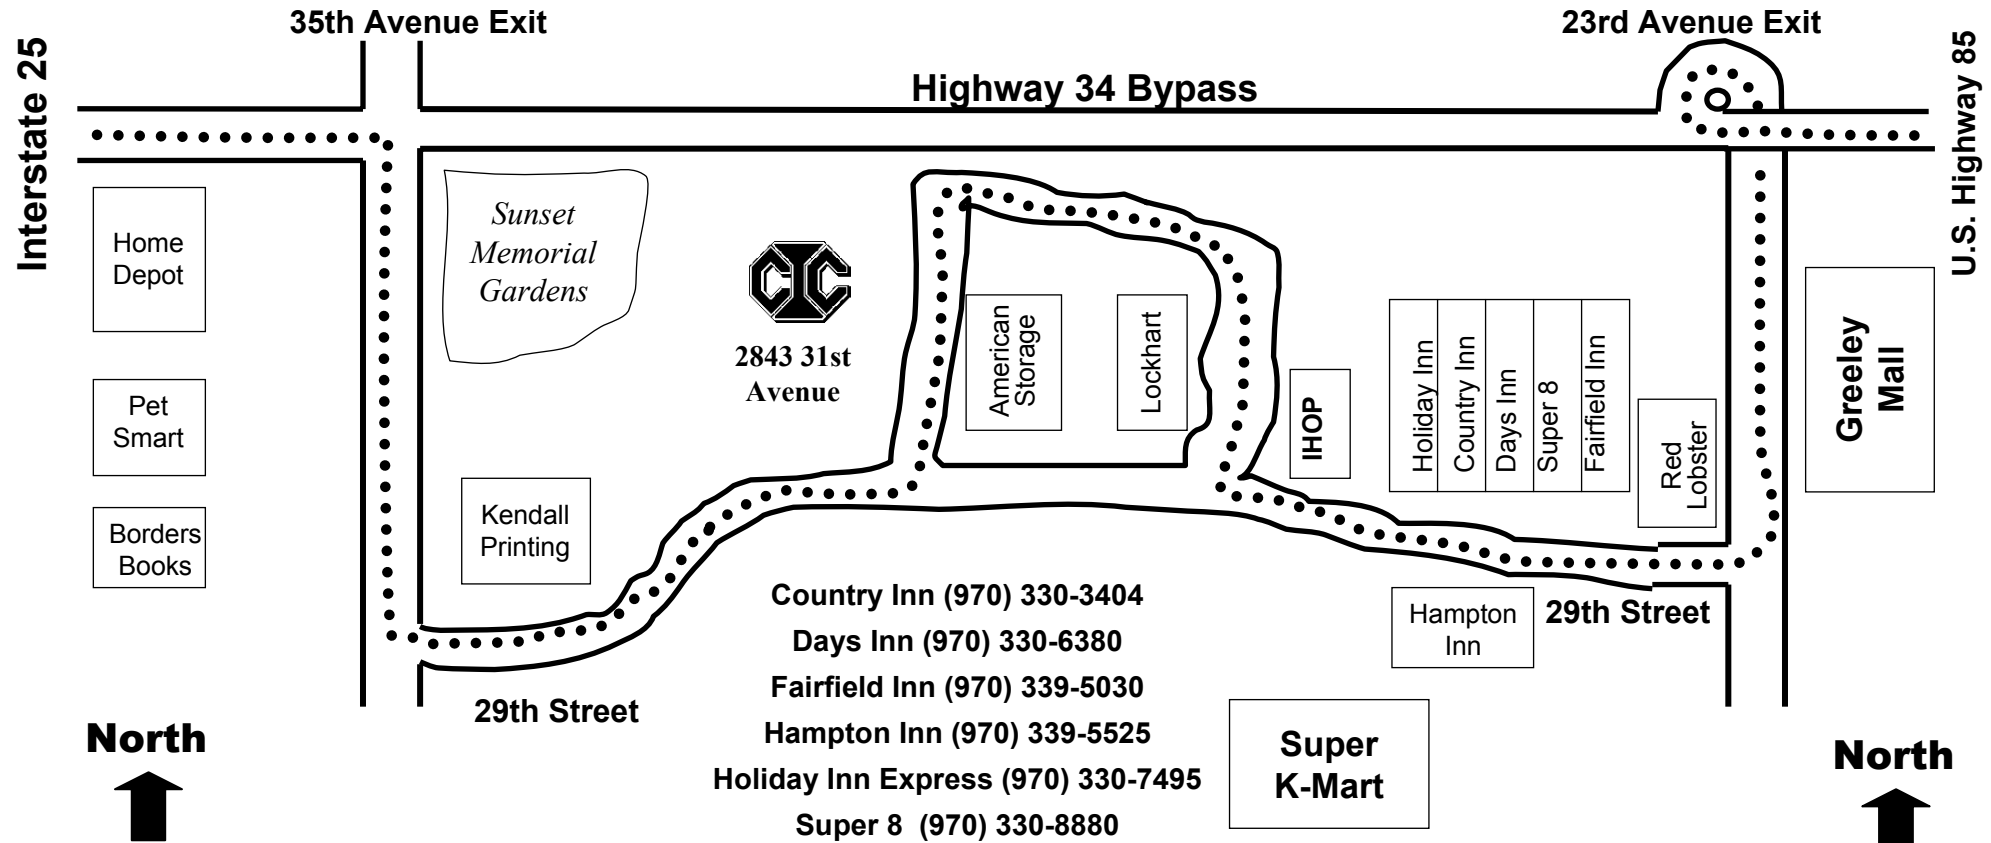 35th Avenue Exit
23rd Avenue Exit
Interstate 25
Highway 34 Bypass
U.S. Highway 85
Home
Depot
Sunset
Memorial
Gardens
CIC
2843 31st
Avenue
American
Storage
Lockhart
IHOP
Holiday Inn
Country Inn
Days Inn
Super 8
Fairfield Inn
Red
Lobster
Greeley
Mall
Pet
Smart
Borders
Books
Kendall
Printing
Hampton
Inn
29th Street
29th Street
Country Inn (970) 330-3404
Days Inn (970) 330-6380
Fairfield Inn (970) 339-5030
Hampton Inn (970) 339-5525
Holiday Inn Express (970) 330-7495
Super 8 (970) 330-8880
Super
K-Mart
North
North